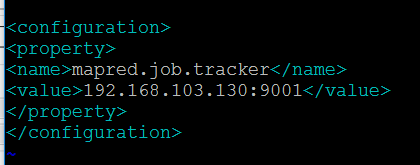 <configuration>
<property>
<name>mapred.job.tracker</name>
<value>192.168.103.130:9001</value>
</property>
</configuration>
~